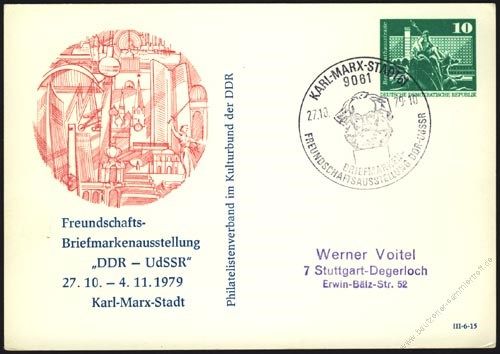 Freundschafts-
Briefmarkenausstellung
„DDR – UdSSR"
27. 10. – 4. 11. 1979
Karl-Marx-Stadt
Philatelistenverband im Kulturbund der DDR
KARL-MARX-STADT
9061
27.10.
79.10
BRIEFMARKEN-
FREUNDSCHAFTSAUSSTELLUNG DDR-UdSSR
10
DEUTSCHE DEMOKRATISCHE REPUBLIK
Werner Voitel
7 Stuttgart-Degerloch
Erwin-Bälz-Str. 52
III-6-15